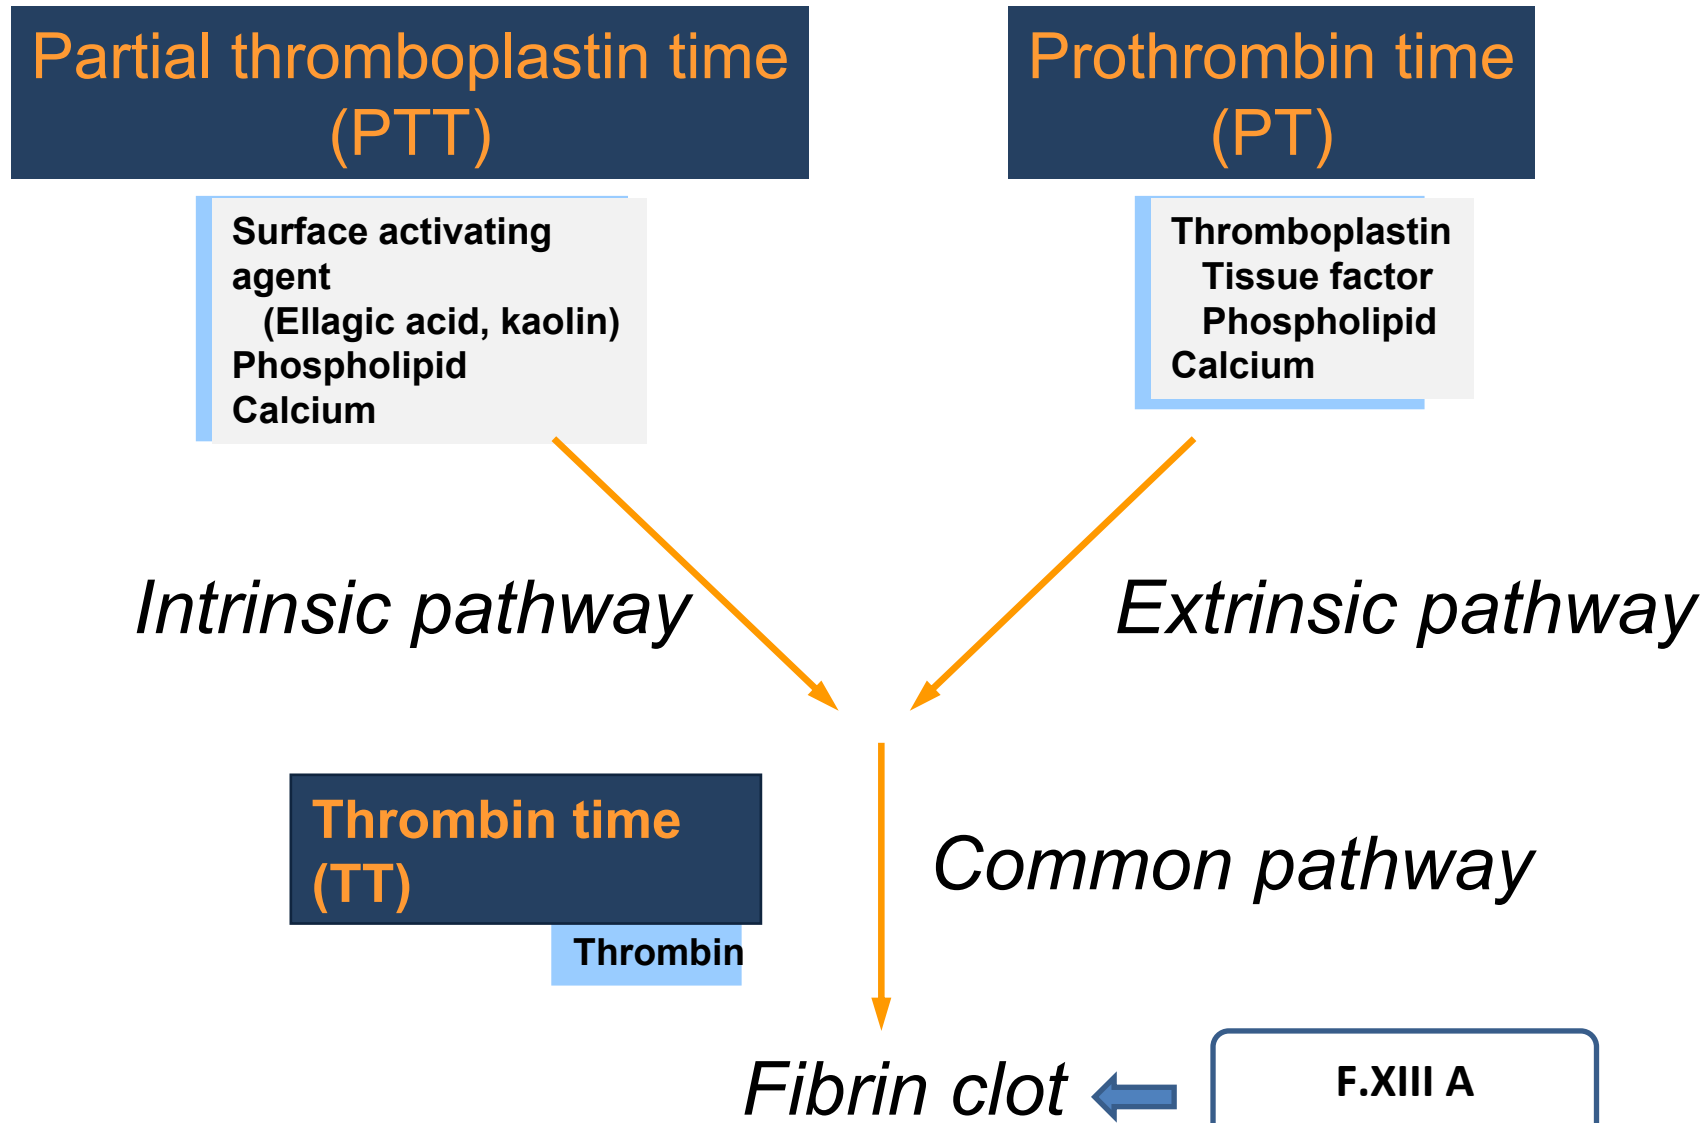 Partial thromboplastin time
(PTT)
Prothrombin time
(PT)
Surface activating
agent
(Ellagic acid, kaolin)
Phospholipid
Calcium
Thromboplastin
Tissue factor
Phospholipid
Calcium
Intrinsic pathway
Extrinsic pathway
Thrombin time
(TT)
Thrombin
Common pathway
Fibrin clot
F.XIII A